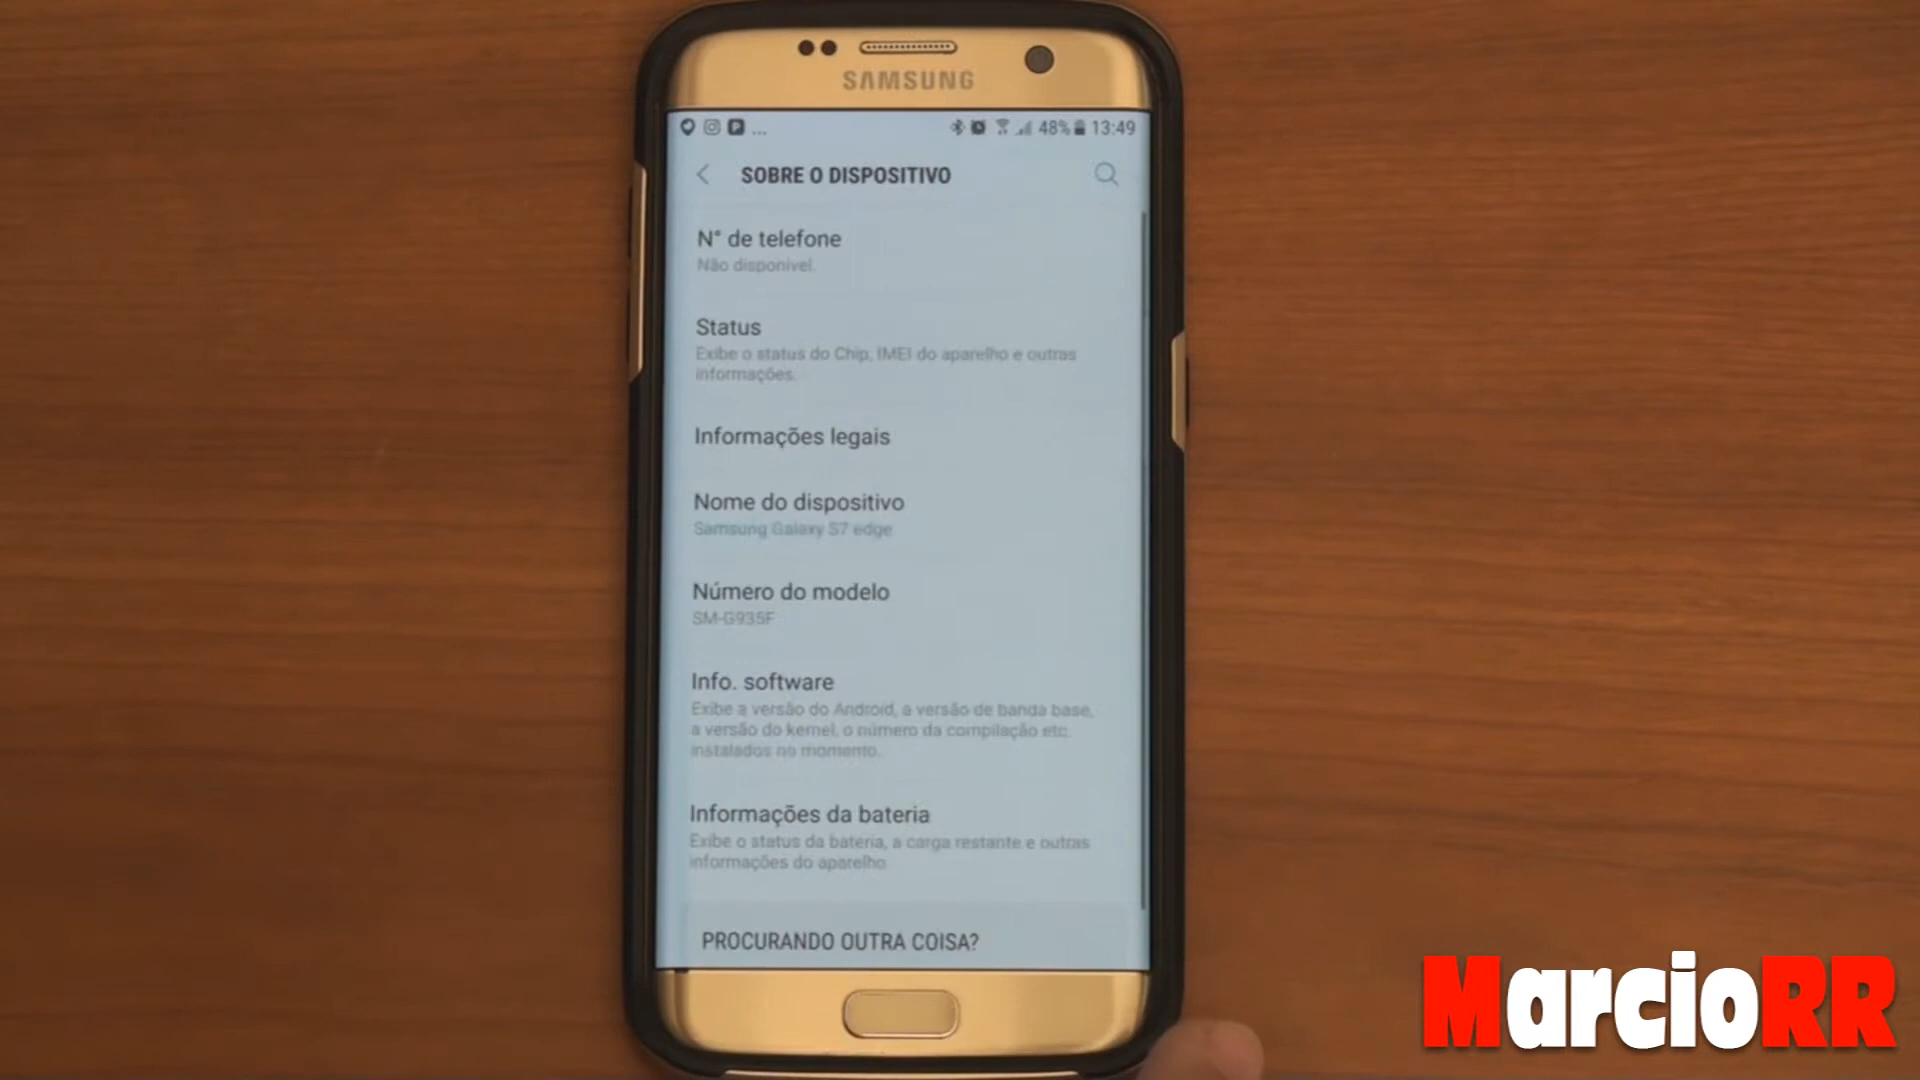 SAMSUNG
... 48% 13:49
SOBRE O DISPOSITIVO
N° de telefone
Não disponível.
Status
Exibe o status do Chip, IMEI do aparelho e outras
informações.
Informações legais
Nome do dispositivo
Samsung Galaxy S7 edge
Número do modelo
SM-G935F
Info. software
Exibe a versão do Android, a versão de banda base,
a versão do kernel, o número da compilação etc.
instalados no momento.
Informações da bateria
Exibe o status da bateria, a carga restante e outras
informações do aparelho
PROCURANDO OUTRA COISA?
MarcioRR